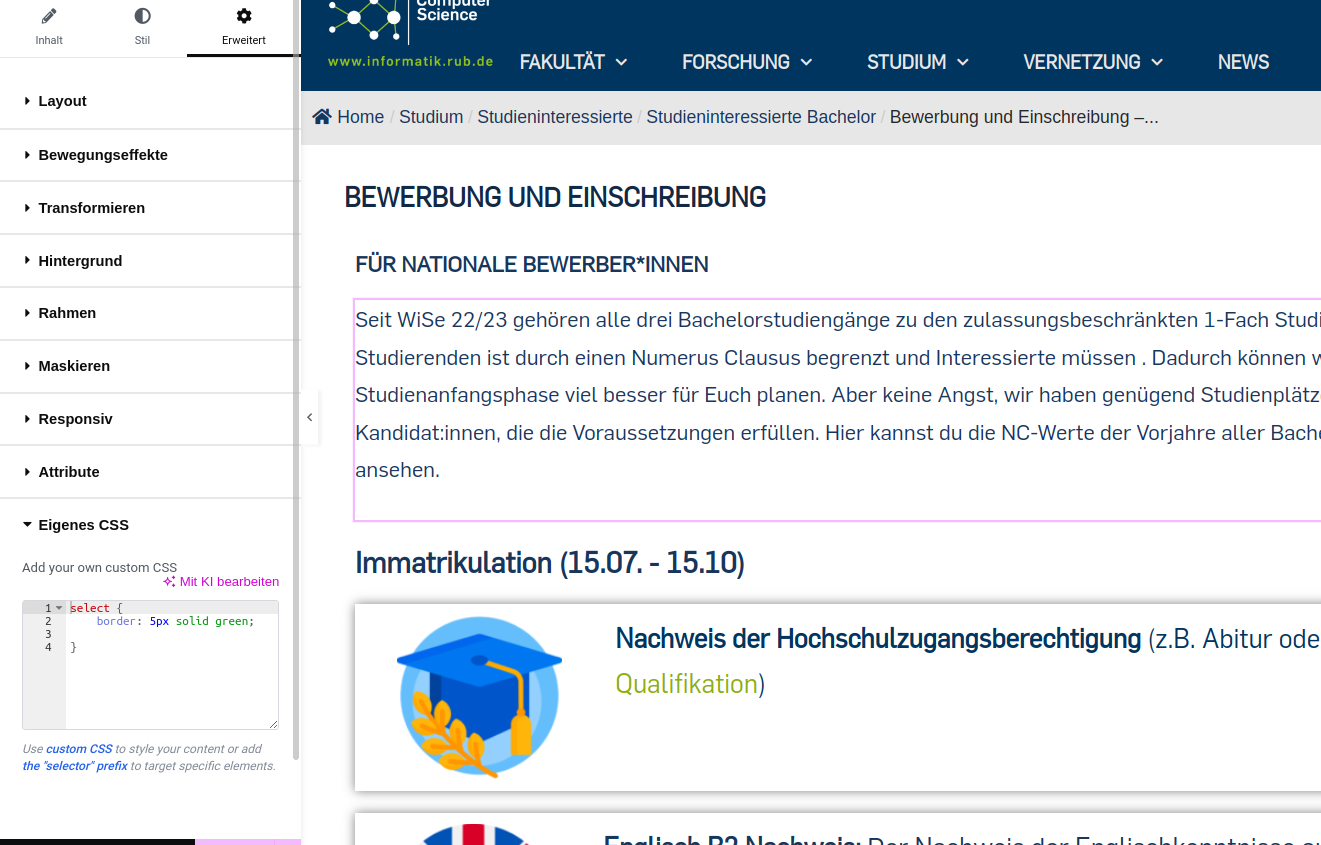 Inhalt
Stil
Erweitert
Layout
Bewegungseffekte
Transformieren
Hintergrund
Rahmen
Maskieren
Responsiv
Attribute
Eigenes CSS
Add your own custom CSS
Mit KI bearbeiten
1 select {
2 border: 5px solid green;
3
4 }
Use custom CSS to style your content or add
the "selector" prefix to target specific elements.
Computer
Science
www.informatik.rub.de
FAKULTÄT
FORSCHUNG
STUDIUM
VERNETZUNG
NEWS
Home / Studium / Studieninteressierte / Studieninteressierte Bachelor / Bewerbung und Einschreibung –...
BEWERBUNG UND EINSCHREIBUNG
FÜR NATIONALE BEWERBER*INNEN
Seit WiSe 22/23 gehören alle drei Bachelorstudiengänge zu den zulassungsbeschränkten 1-Fach
Studierenden ist durch einen Numerus Clausus begrenzt und Interessierte müssen . Dadurch können
Studienanfangsphase viel besser für Euch planen. Aber keine Angst, wir haben genügend
Kandidat:innen, die die Voraussetzungen erfüllen. Hier kannst du die NC-Werte der Vorjahre aller
ansehen.
Immatrikulation (15.07. - 15.10)
Nachweis der Hochschulzugangsberechtigung (z.B. Abitur
Qualifikation)
Englisch B2 Nachweis: Der Nachweis der Englischkenntnisse